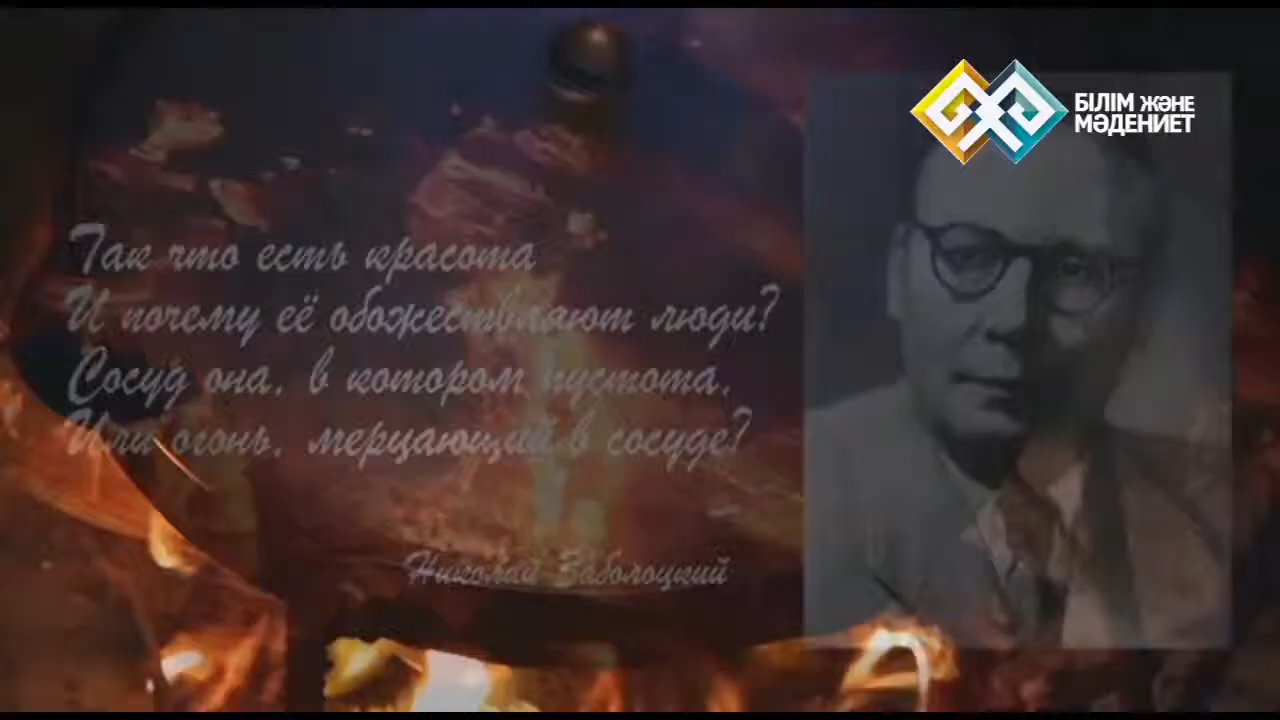 БІЛІМ ЖӘНЕ
МӘДЕНИЕТ
Так что есть красота
И почему её обожествляют люди?
Сосуд она, в котором пустота,
Или огонь, мерцающий в сосуде?
Николай Заболоцкий